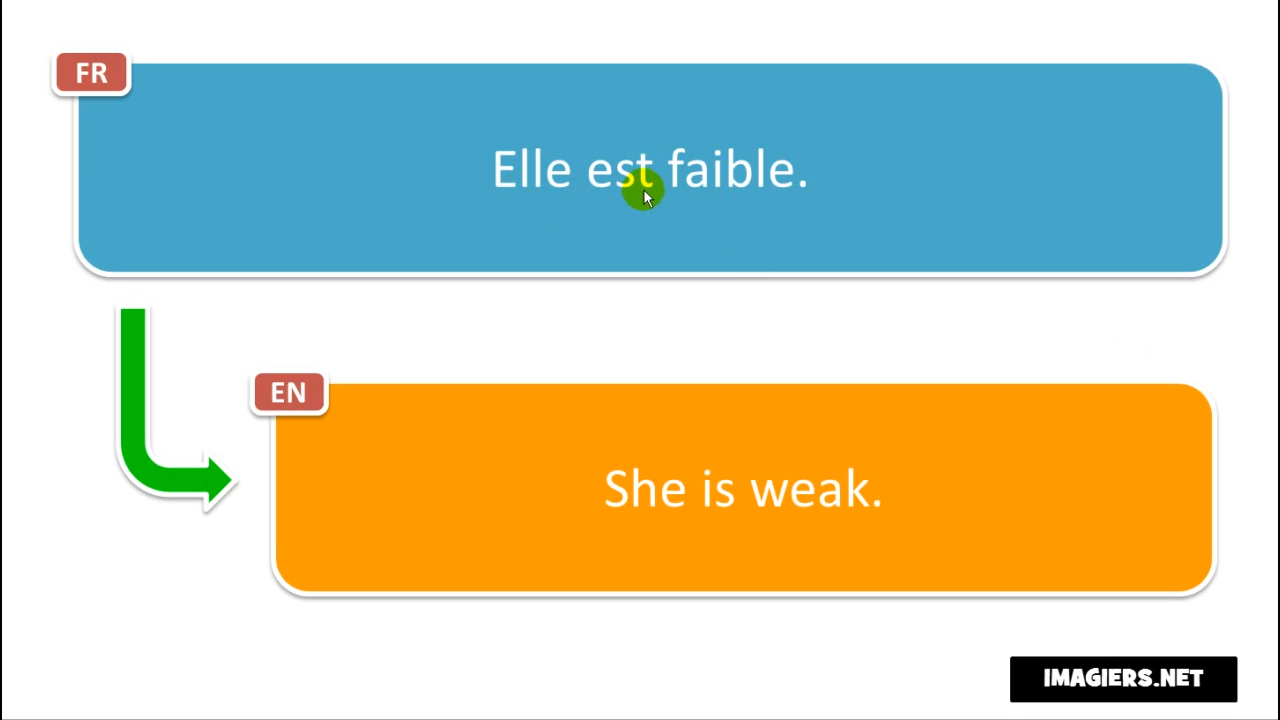 FR
Elle est faible.
EN
She is weak.
IMAGIERS.NET